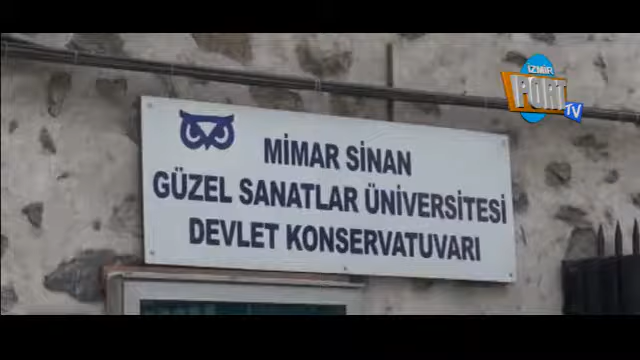 İZMİR
PORT
TV
MİMAR SİNAN
GÜZEL SANATLAR ÜNİVERSİTESİ
DEVLET KONSERVATUVARI